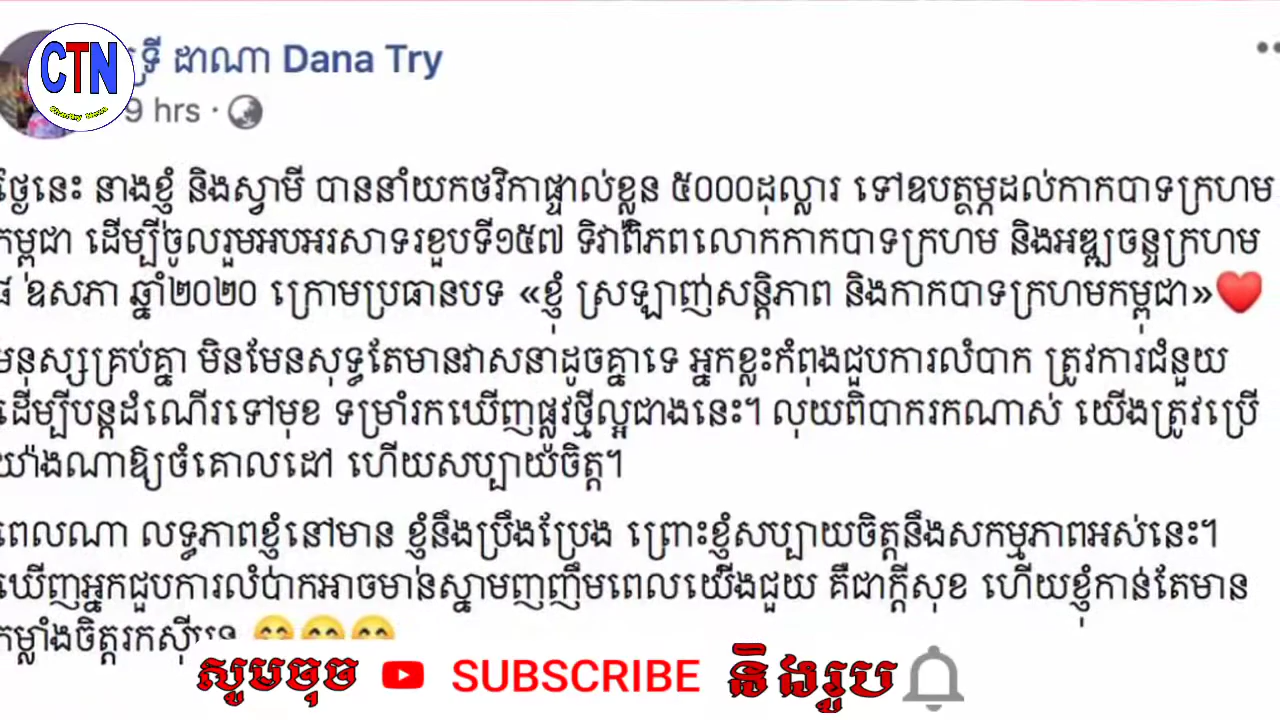 CTN
ទ្រី ដាណា Dana Try
9 hrs
ថ្ងៃនេះ នាងខ្ញុំ និងស្វាមី បាននាំយកថវិកាផ្ទាល់ខ្លួន ៥០០០ដុល្លារ ទៅឧបត្ថម្ភដល់កាកបាទក្រហម
កម្ពុជា ដើម្បីចូលរួមអបអរសាទរខួបទី១៥៧ ទិវាពិភពលោកកាកបាទក្រហម និងអឌ្ឍចន្ទក្រហម
៨ ឧសភា ឆ្នាំ២០២០ ក្រោមប្រធានបទ «ខ្ញុំ ស្រឡាញ់សន្តិភាព និងកាកបាទក្រហមកម្ពុជា»❤️
មនុស្សគ្រប់គ្នា មិនមែនសុទ្ធតែមានវាសនាដូចគ្នាទេ អ្នកខ្លះកំពុងជួបការលំបាក ត្រូវការជំនួយ
ដើម្បីបន្តដំណើរទៅមុខ ទម្រាំរកឃើញផ្លូវថ្មីល្អជាងនេះ។ លុយពិបាករកណាស់ យើងត្រូវប្រើ
យ៉ាងណាឱ្យចំគោលដៅ ហើយសប្បាយចិត្ត។
ពេលណា លទ្ធភាពខ្ញុំនៅមាន ខ្ញុំនឹងប្រឹងប្រែង ព្រោះខ្ញុំសប្បាយចិត្តនឹងសកម្មភាពអស់នេះ។
ឃើញអ្នកជួបការលំបាកអាចមានស្នាមញញឹមពេលយើងជួយ គឺជាក្ដីសុខ ហើយខ្ញុំកាន់តែមាន
កម្លាំងចិត្តរកស៊ី 😊😊😊
សូមចុច SUBSCRIBE និងរូប